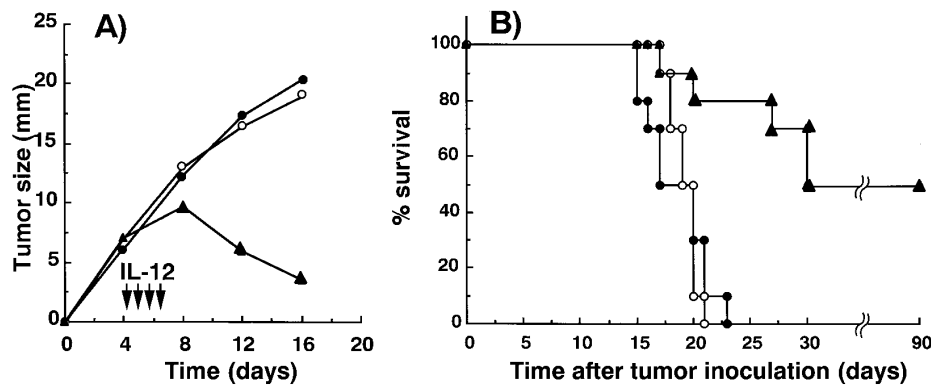 A)
Tumor size (mm)
25
20
15
10
5
0
IL-12
0 4 8 12 16 20
Time (days)
B)
% survival
100
80
60
40
20
0
0 5 10 15 20 25 30 90
Time after tumor inoculation (days)